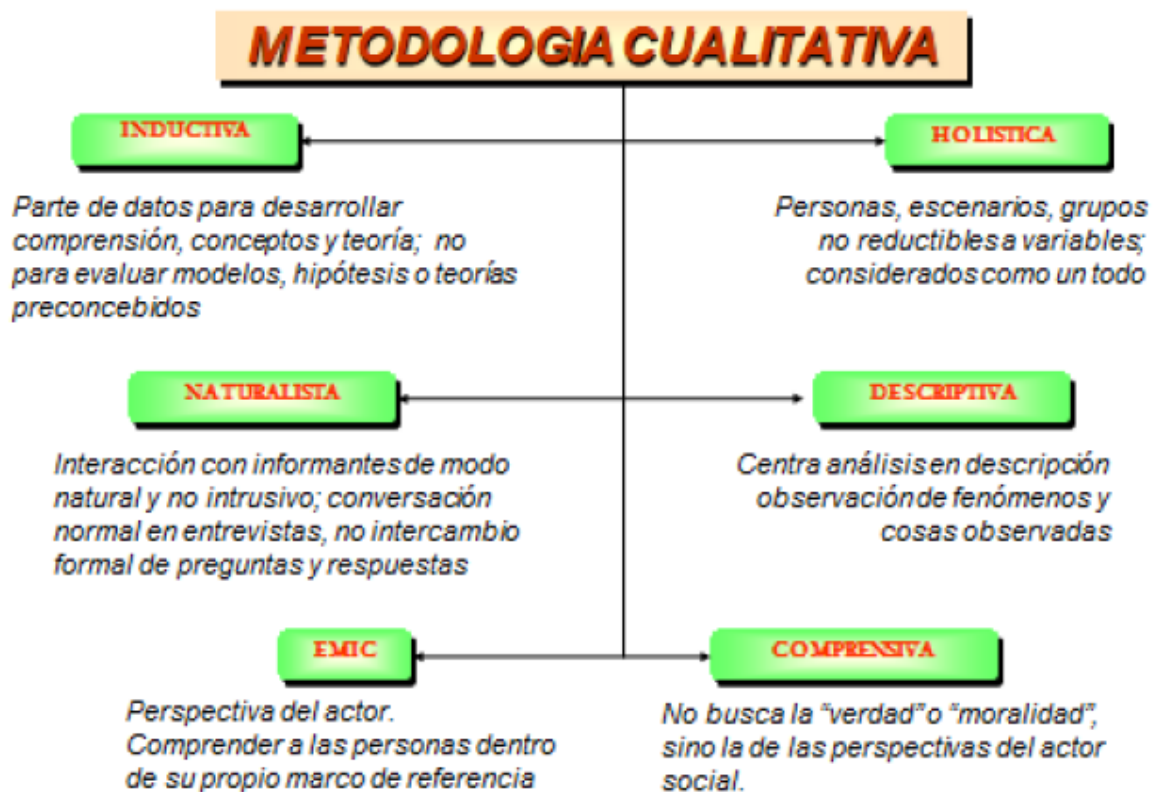 METODOLOGIA CUALITATIVA
INDUCTIVA
Parte de datos para desarrollar
comprensión, conceptos y teoría; no
para evaluar modelos, hipótesis o teorías
preconcebidos
HOLISTICA
Personas, escenarios, grupos
no reductibles a variables;
considerados como un todo
NATURALISTA
Interacción con informantes de modo
natural y no intrusivo; conversación
normal en entrevistas, no intercambio
formal de preguntas y respuestas
DESCRIPTIVA
Centra análisis en descripción
observación de fenómenos y
cosas observadas
EMIC
Perspectiva del actor.
Comprender a las personas dentro
de su propio marco de referencia
COMPRENSIVA
No busca la “verdad” o “moralidad”,
sino la de las perspectivas del actor
social.